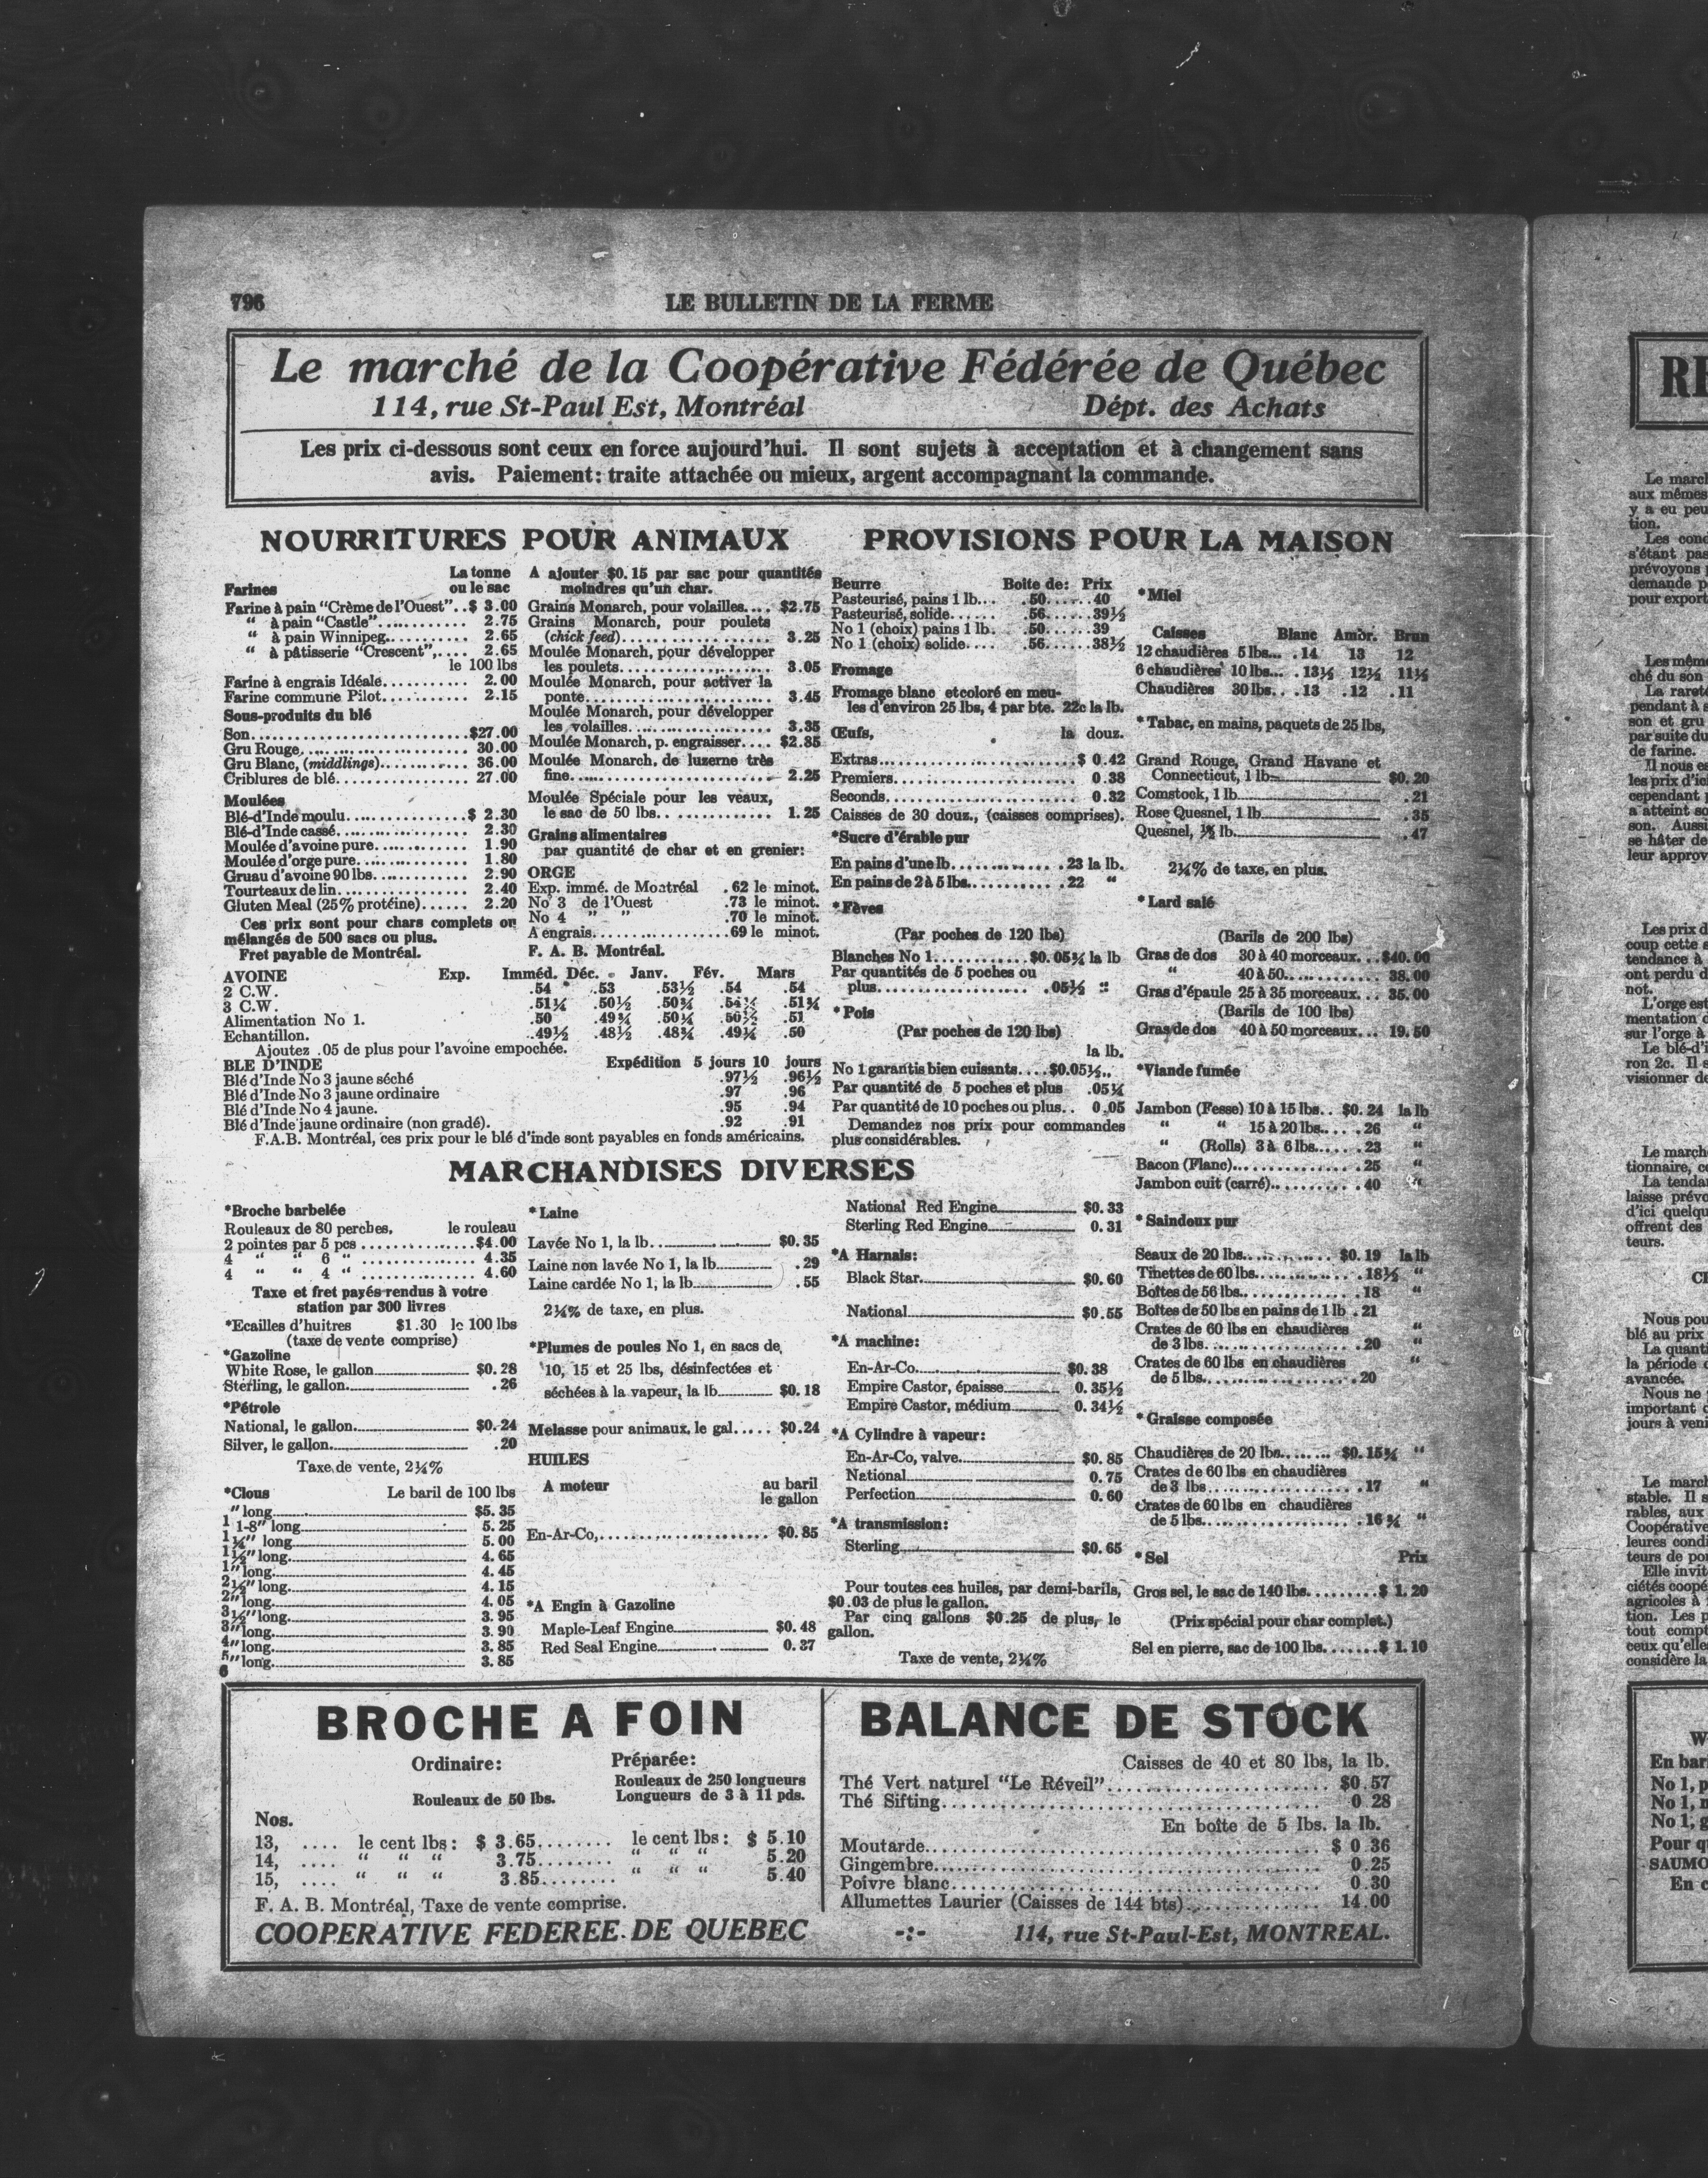 796
LE BULLETIN DE LA FERME
Le marché de la Coopérative Fédérée de Québec
114, rue St-Paul Est, Montréal Dépt. des Achats
Les prix ci-dessous sont ceux en force aujourd'hui. Il sont sujets à acceptation et à changement sans
avis. Paiement: traite attachée ou mieux, argent accompagnant la commande.
NOURRITURES POUR ANIMAUX
La tonne
Farines ou le sac
Farine à pain "Crème de l'Ouest"..$ 3.00
" à pain "Castle"........... 2.75
" à pain Winnipeg.......... 2.65
" à pâtisserie "Crescent",.... 2.65
le 100 lbs
Farine à engrais Idéale........... 2.00
Farine commune Pilot........... 2.15
Sous-produits du blé
Son............................$27.00
Gru Rouge...................... 30.00
Gru Blanc, (middlings)........... 36.00
Criblures de blé................. 27.00
Moulées
Blé-d'Inde moulu...............$ 2.30
Blé-d'Inde cassé................. 2.30
Moulée d'avoine pure............ 1.90
Moulée d'orge pure.............. 1.80
Gruau d'avoine 90 lbs............ 2.90
Tourteaux de lin................. 2.40
Gluten Meal (25% protéine)...... 2.20
Ces prix sont pour chars complets ou
mélangés de 500 sacs ou plus.
Fret payable de Montréal.
A ajouter $0.15 par sac pour quantités
moindres qu'un char.
Grains Monarch, pour volailles.... $2.75
Grains Monarch, pour poulets
(chick feed)................... 3.25
Moulée Monarch, pour développer
les poulets.................... 3.05
Moulée Monarch, pour activer la
ponte........................ 3.45
Moulée Monarch, pour développer
les volailles................... 3.35
Moulée Monarch, p. engraisser.... $2.85
Moulée Monarch, de luzerne très
fine.......................... 2.25
Moulée Spéciale pour les veaux,
le sac de 50 lbs............... 1.25
Grains alimentaires
par quantité de char et en grenier:
ORGE
Exp. immé. de Montréal .62 le minot.
No 3 de l'Ouest .73 le minot.
No 4 " " .70 le minot.
A engrais..................69 le minot.
F. A. B. Montréal.
AVOINE Exp. Imméd. Déc. Janv. Fév. Mars
2 C.W. .54 .53 .53½ .54 .54
3 C.W. .51¼ .50½ .50¾ .51¾
Alimentation No 1. .50 .49¾ .50¼ .50½ .51
Echantillon. .49½ .48½ .48¾ .49¼ .50
Ajoutez .05 de plus pour l'avoine empochée.
BLE D'INDE Expédition 5 jours 10 jours
Blé d'Inde No 3 jaune séché .97½ .96½
Blé d'Inde No 3 jaune ordinaire .97 .96
Blé d'Inde No 4 jaune. .95 .94
Blé d'Inde jaune ordinaire (non gradé). .92 .91
F.A.B. Montréal, ces prix pour le blé d'inde sont payables en fonds américains.
PROVISIONS POUR LA MAISON
Beurre Boite de: Prix
Pasteurisé, pains 1 lb... .50......40
Pasteurisé, solide...... .56......39½
No 1 (choix) pains 1 lb. .50......39
No 1 (choix) solide.... .56......38½
Fromage
Fromage blanc et coloré en meu-
les d'environ 25 lbs, 4 par bte. 22c la lb.
Œufs, la douz.
Extras.............................$ 0.42
Premiers........................... 0.38
Seconds............................ 0.32
Caisses de 30 douz., (caisses comprises).
*Sucre d'érable pur
En pains d'une lb................23 la lb.
En pains de 2 à 5 lbs............22 "
*Fèves
(Par poches de 120 lbs)
Blanches No 1............$0.05¾ la lb
Par quantités de 5 poches ou
plus.................... .05½ "
*Pois
(Par poches de 120 lbs)
la lb.
No 1 garantis bien cuisants....$0.05½..
Par quantité de 5 poches et plus .05¼
Par quantité de 10 poches ou plus.. 0.05
Demandez nos prix pour commandes
plus considérables.
*Miel
Caisses Blanc Ambr. Brun
12 chaudières 5 lbs... .14 13 12
6 chaudières 10 lbs... .13½ 12½ 11½
Chaudières 30 lbs.. .13 .12 .11
*Tabac, en mains, paquets de 25 lbs,
Grand Rouge, Grand Havane et
Connecticut, 1 lb. $0.20
Comstock, 1 lb. .21
Rose Quesnel, 1 lb. .35
Quesnel, ½ lb. .47
2¼% de taxe, en plus.
*Lard salé
(Barils de 200 lbs)
Gras de dos 30 à 40 morceaux...$40.00
" 40 à 50............ 38.00
Gras d'épaule 25 à 35 morceaux... 35.00
(Barils de 100 lbs)
Gras de dos 40 à 50 morceaux... 19.50
*Viande fumée
Jambon (Fesse) 10 à 15 lbs.. $0.24 la lb
" " 15 à 20 lbs.... .26 "
" (Rolls) 3 à 6 lbs..... .23 "
Bacon (Flanc)................25 "
Jambon cuit (carré)...........40 "
*Saindoux pur
Seaux de 20 lbs............. $0.19 la lb
Tinettes de 60 lbs..............18½ "
Boîtes de 56 lbs................18 "
Boîtes de 50 lbs en pains de 1 lb .21
Crates de 60 lbs en chaudières "
de 3 lbs....................20 "
Crates de 60 lbs en chaudières "
de 5 lbs....................20
*Graisse composée
Chaudières de 20 lbs........ $0.15¾ "
Crates de 60 lbs en chaudières
de 3 lbs....................17 "
Crates de 60 lbs en chaudières
de 5 lbs....................16¾ "
*Sel Prix
Gros sel, le sac de 140 lbs.........$ 1.20
(Prix spécial pour char complet.)
Sel en pierre, sac de 100 lbs.......$ 1.10
MARCHANDISES DIVERSES
*Broche barbelée
Rouleaux de 80 perches, le rouleau
2 pointes par 5 pcs ...............$4.00
4 " " 6 " ............... 4.35
4 " " 4 " ............... 4.60
Taxe et fret payés rendus à votre
station par 300 livres
*Ecailles d'huitres $1.30 le 100 lbs
(taxe de vente comprise)
*Gazoline
White Rose, le gallon $0.28
Sterling, le gallon .26
*Pétrole
National, le gallon $0.24
Silver, le gallon .20
Taxe de vente, 2¼%
*Clous Le baril de 100 lbs
" long $5.35
1 1-8" long 5.25
1¼" long 5.00
1½" long 4.65
1" long 4.45
2½" long 4.15
2" long 4.05
3½" long 3.95
3" long 3.90
4" long 3.85
5" long 3.85
6
*Laine
Lavée No 1, la lb. $0.35
Laine non lavée No 1, la lb. .29
Laine cardée No 1, la lb. .55
2¼% de taxe, en plus.
*Plumes de poules No 1, en sacs de
10, 15 et 25 lbs, désinfectées et
séchées à la vapeur, la lb. $0.18
Melasse pour animaux, le gal..... $0.24
HUILES
A moteur au baril
le gallon
En-Ar-Co,........................ $0.85
*A Engin à Gazoline
Maple-Leaf Engine $0.48
Red Seal Engine 0.37
National Red Engine $0.33
Sterling Red Engine 0.31
*A Harnais:
Black Star $0.60
National $0.55
*A machine:
En-Ar-Co $0.38
Empire Castor, épaisse 0.35½
Empire Castor, médium 0.34½
*A Cylindre à vapeur:
En-Ar-Co, valve $0.85
National 0.75
Perfection 0.60
*A transmission:
Sterling $0.65
Pour toutes ces huiles, par demi-barils,
$0.03 de plus le gallon.
Par cinq gallons $0.25 de plus, le
gallon.
Taxe de vente, 2¼%
BROCHE A FOIN
Ordinaire: Préparée:
Rouleaux de 250 longueurs
Rouleaux de 50 lbs. Longueurs de 3 à 11 pds.
Nos.
13, .... le cent lbs: $ 3.65........ le cent lbs: $ 5.10
14, .... " " " 3.75........ " " " 5.20
15, .... " " " 3.85........ " " " 5.40
F. A. B. Montréal, Taxe de vente comprise.
BALANCE DE STOCK
Caisses de 40 et 80 lbs, la lb.
Thé Vert naturel "Le Réveil"........................ $0.57
Thé Sifting........................................ 0 28
En boîte de 5 lbs. la lb.
Moutarde.......................................... $ 0 36
Gingembre......................................... 0.25
Poivre blanc....................................... 0.30
Allumettes Laurier (Caisses de 144 bts)............... 14.00
COOPERATIVE FEDEREE DE QUEBEC -:- 114, rue St-Paul-Est, MONTREAL.